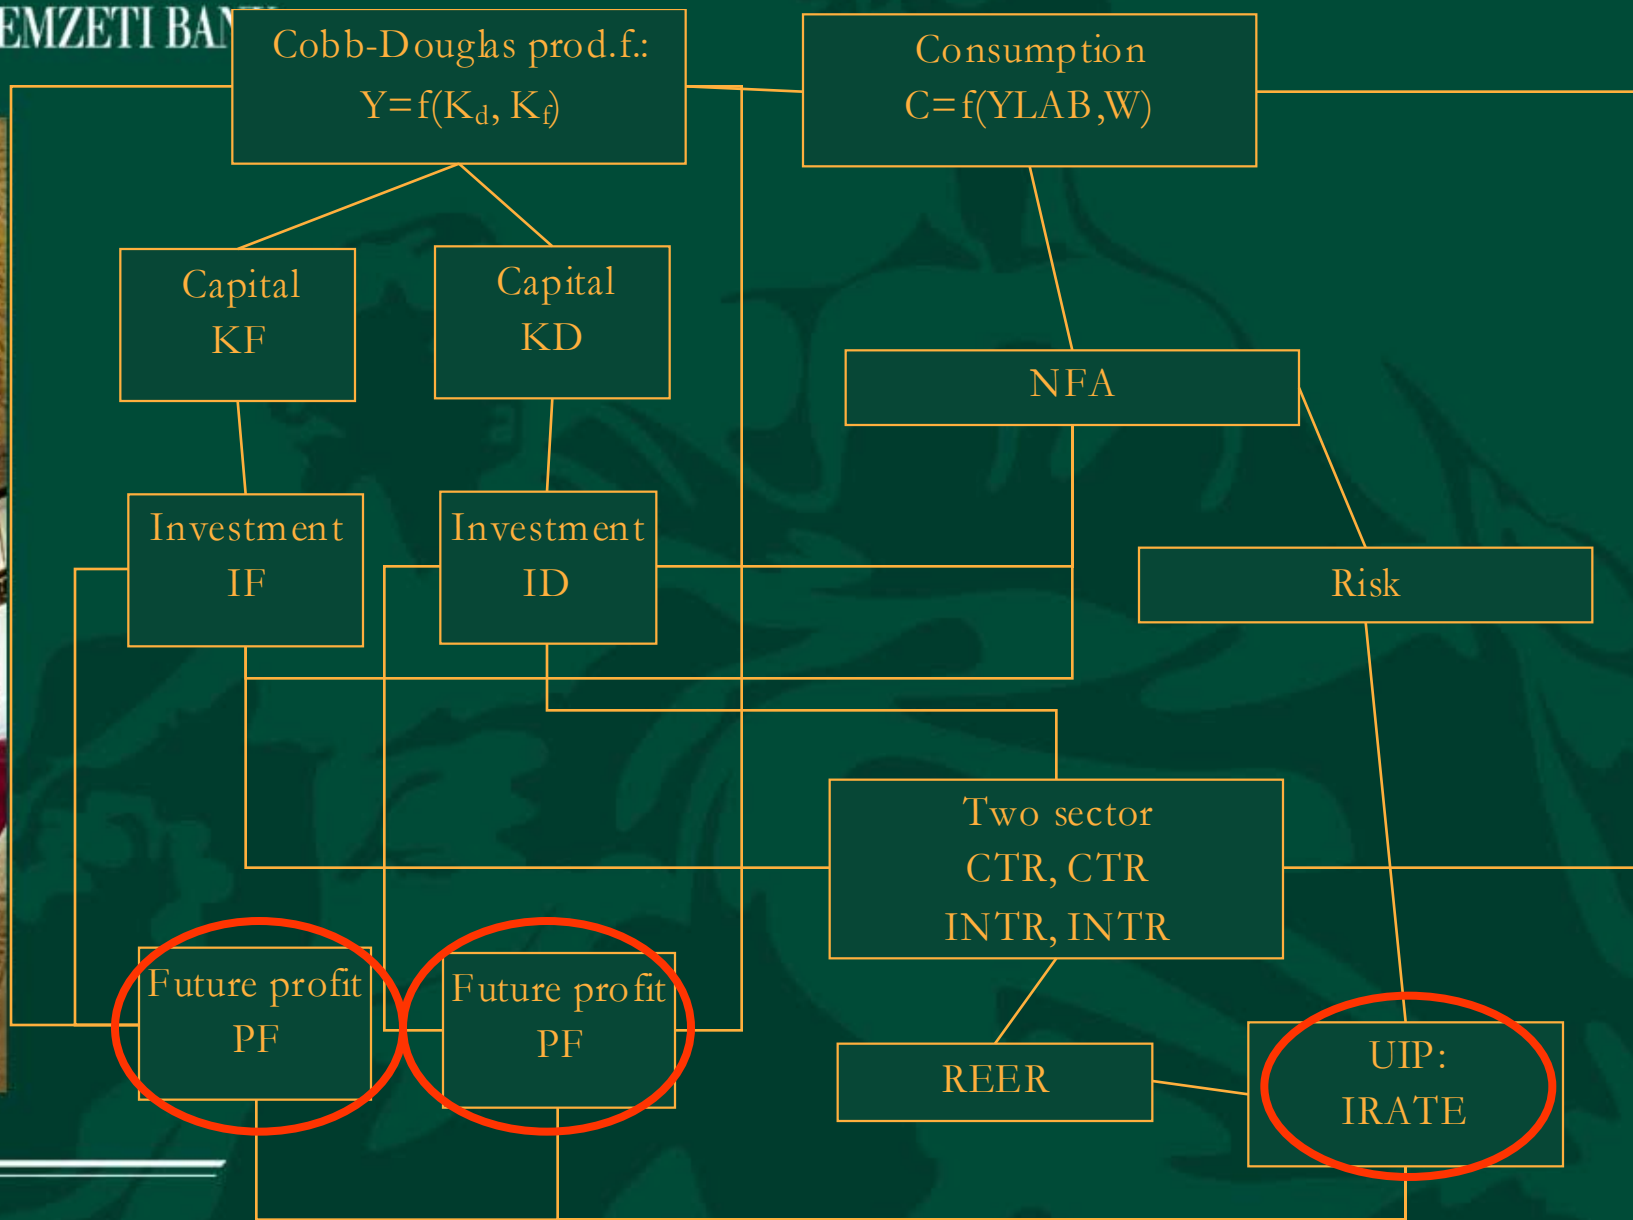 EMZETI BAN
Cobb-Douglas prod.f.:
Y=f(Kd, Kf)
Consumption
C=f(YLAB,W)
Capital
KF
Capital
KD
NFA
Investment
IF
Investment
ID
Risk
Two sector
CTR, CTR
INTR, INTR
Future profit
PF
Future profit
PF
REER
UIP:
IRATE